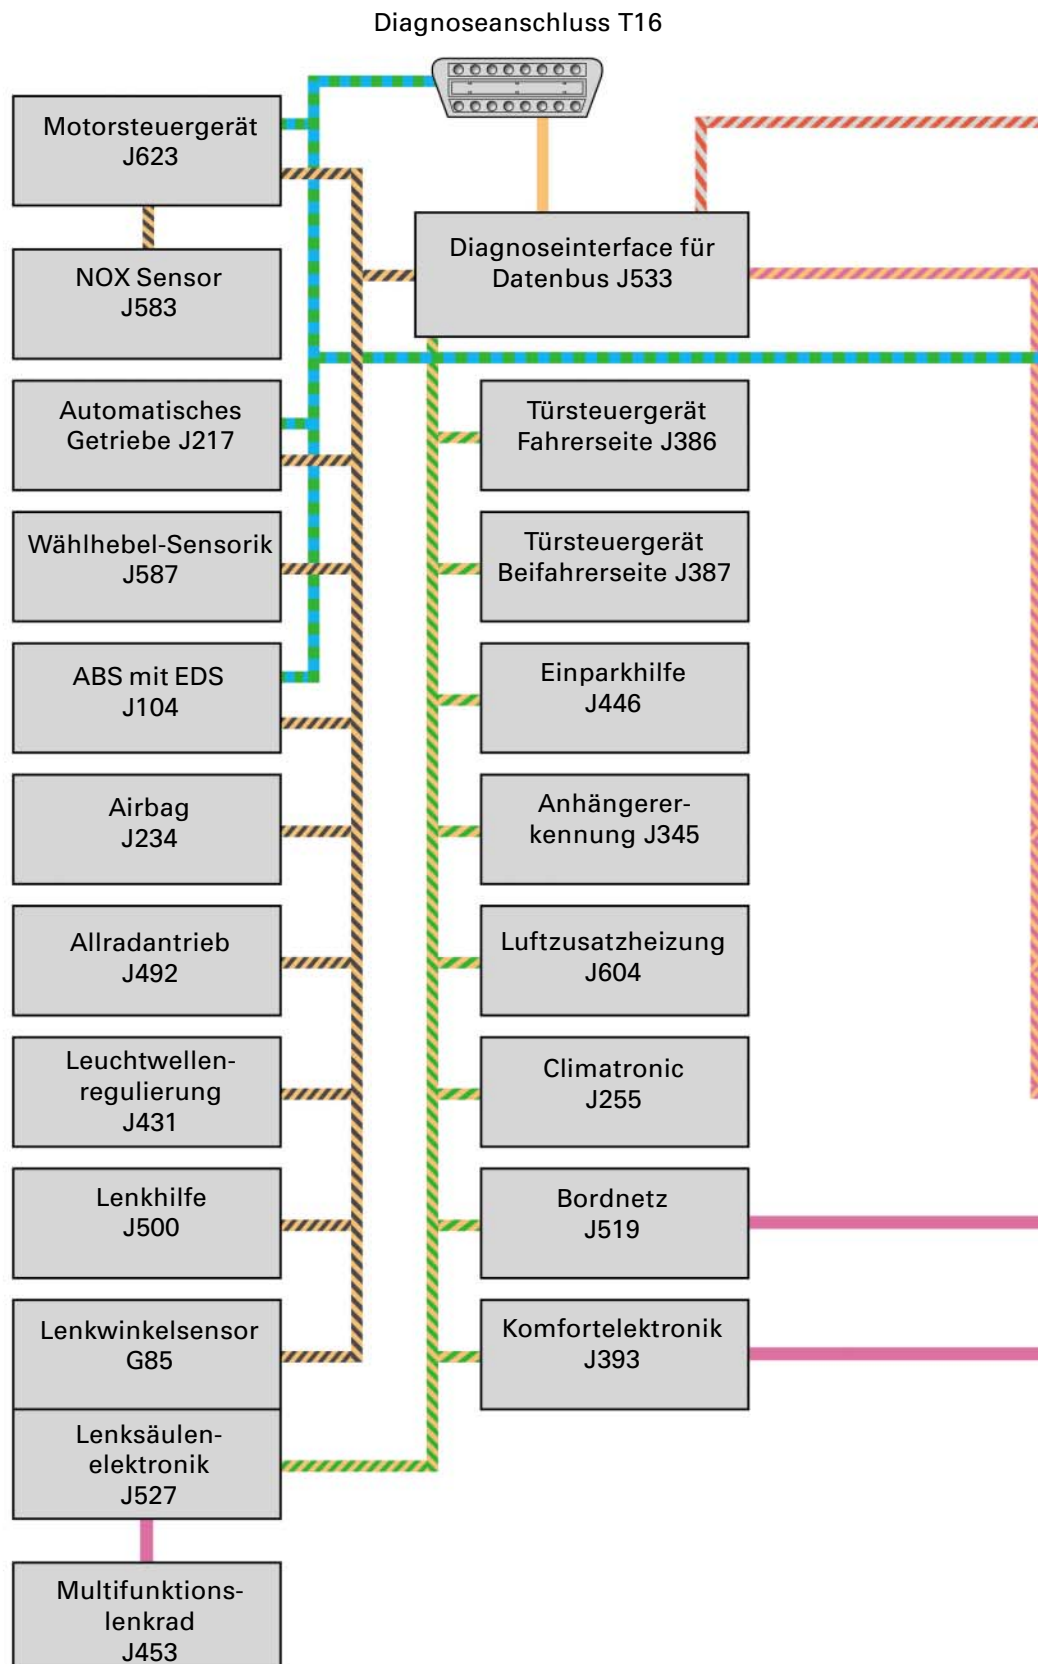 Diagnoseanschluss T16
Motorsteuergerät
J623
NOX Sensor
J583
Automatisches
Getriebe J217
Wählhebel-Sensorik
J587
ABS mit EDS
J104
Airbag
J234
Allradantrieb
J492
Leuchtwellen-
regulierung
J431
Lenkhilfe
J500
Lenkwinkelsensor
G85
Lenksäulen-
elektronik
J527
Multifunktions-
lenkrad
J453
Diagnoseinterface für
Datenbus J533
Türsteuergerät
Fahrerseite J386
Türsteuergerät
Beifahrerseite J387
Einparkhilfe
J446
Anhängerer-
kennung J345
Luftzusatzheizung
J604
Climatronic
J255
Bordnetz
J519
Komfortelektronik
J393